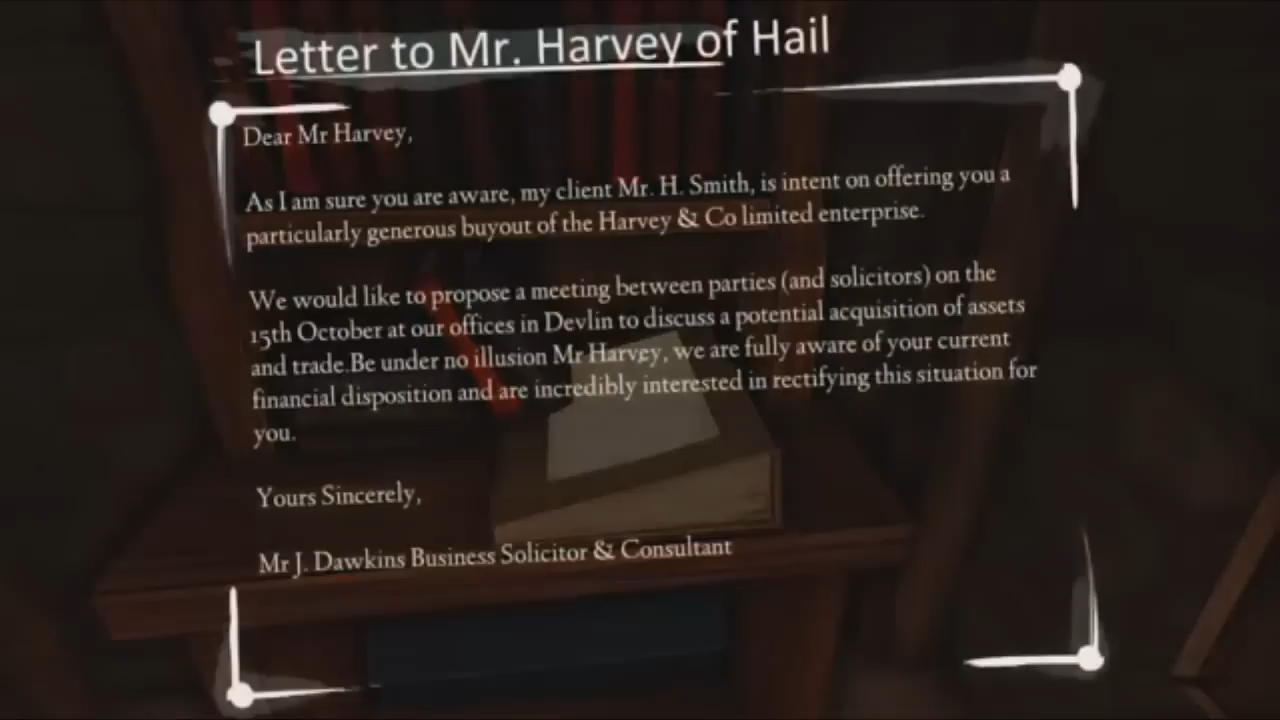 Letter to Mr. Harvey of Hail
Dear Mr Harvey,
As I am sure you are aware, my client Mr. H. Smith, is intent on offering you a
particularly generous buyout of the Harvey & Co limited enterprise.
We would like to propose a meeting between parties (and solicitors) on the
15th October at our offices in Devlin to discuss a potential acquisition of assets
and trade.Be under no illusion Mr Harvey, we are fully aware of your current
financial disposition and are incredibly interested in rectifying this situation for
you.
Yours Sincerely,
Mr J. Dawkins Business Solicitor & Consultant